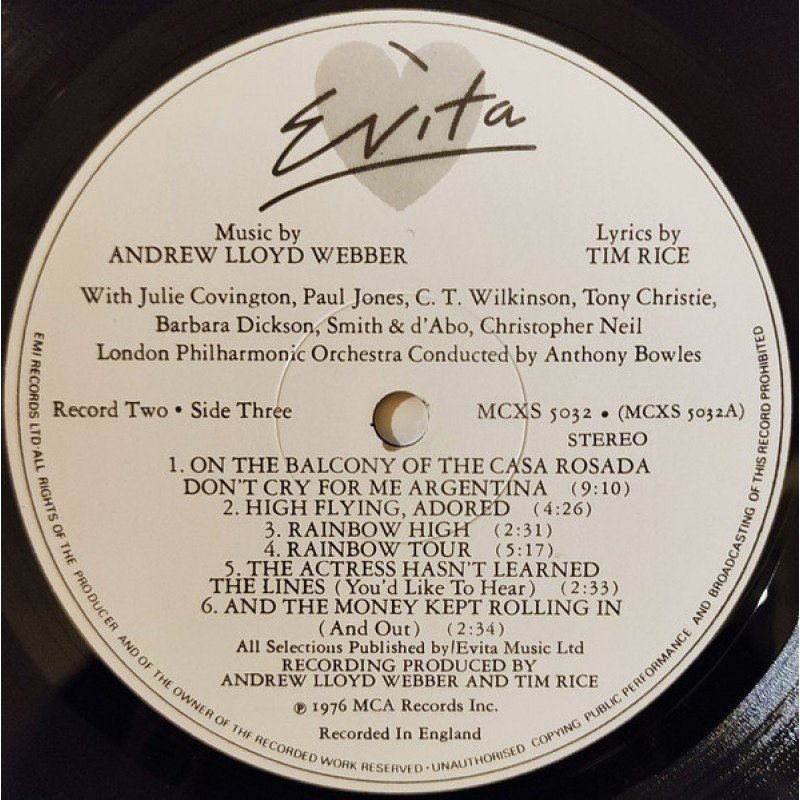 Evita
Music by
ANDREW LLOYD WEBBER
Lyrics by
TIM RICE
With Julie Covington, Paul Jones, C. T. Wilkinson, Tony Christie,
Barbara Dickson, Smith & d'Abo, Christopher Neil
London Philharmonic Orchestra Conducted by Anthony Bowles
Record Two • Side Three
MCXS 5032 • (MCXS 5032A)
STEREO
1. ON THE BALCONY OF THE CASA ROSADA
DON'T CRY FOR ME ARGENTINA (9:10)
2. HIGH FLYING, ADORED (4:26)
3. RAINBOW HIGH (2:31)
4. RAINBOW TOUR (5:17)
5. THE ACTRESS HASN'T LEARNED
THE LINES (You'd Like To Hear) (2:33)
6. AND THE MONEY KEPT ROLLING IN
(And Out) (2:34)
All Selections Published by Evita Music Ltd
RECORDING PRODUCED BY
ANDREW LLOYD WEBBER AND TIM RICE
℗ 1976 MCA Records Inc.
Recorded In England
EMI RECORDS LTD·ALL RIGHTS OF THE PRODUCER AND OF THE OWNER OF THE RECORDED WORK RESERVED·UNAUTHORISED COPYING PUBLIC PERFORMANCE AND BROADCASTING OF THIS RECORD PROHIBITED